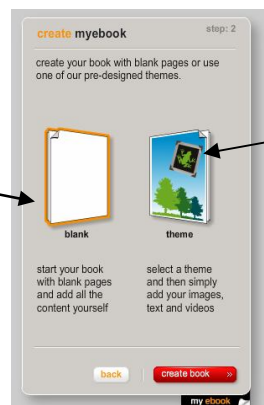 create myebook
step: 2
create your book with blank pages or use
one of our pre-designed themes.
blank
theme
start your book
with blank pages
and add all the
content yourself
select a theme
and then simply
add your images,
text and videos
back
create book »
my ebook